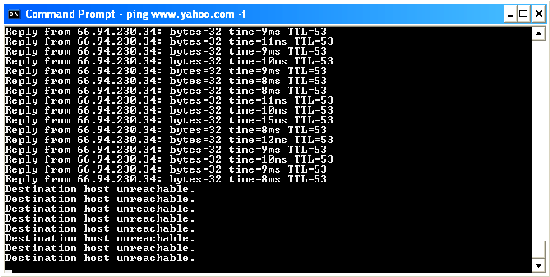 Command Prompt - ping www.yahoo.com -t
Reply from 66.94.230.34: bytes=32 time=9ms TTL=53
Reply from 66.94.230.34: bytes=32 time=11ms TTL=53
Reply from 66.94.230.34: bytes=32 time=9ms TTL=53
Reply from 66.94.230.34: bytes=32 time=10ms TTL=53
Reply from 66.94.230.34: bytes=32 time=9ms TTL=53
Reply from 66.94.230.34: bytes=32 time=8ms TTL=53
Reply from 66.94.230.34: bytes=32 time=8ms TTL=53
Reply from 66.94.230.34: bytes=32 time=11ms TTL=53
Reply from 66.94.230.34: bytes=32 time=10ms TTL=53
Reply from 66.94.230.34: bytes=32 time=15ms TTL=53
Reply from 66.94.230.34: bytes=32 time=8ms TTL=53
Reply from 66.94.230.34: bytes=32 time=12ms TTL=53
Reply from 66.94.230.34: bytes=32 time=9ms TTL=53
Reply from 66.94.230.34: bytes=32 time=10ms TTL=53
Reply from 66.94.230.34: bytes=32 time=9ms TTL=53
Reply from 66.94.230.34: bytes=32 time=8ms TTL=53
Destination host unreachable.
Destination host unreachable.
Destination host unreachable.
Destination host unreachable.
Destination host unreachable.
Destination host unreachable.
Destination host unreachable.
Destination host unreachable.